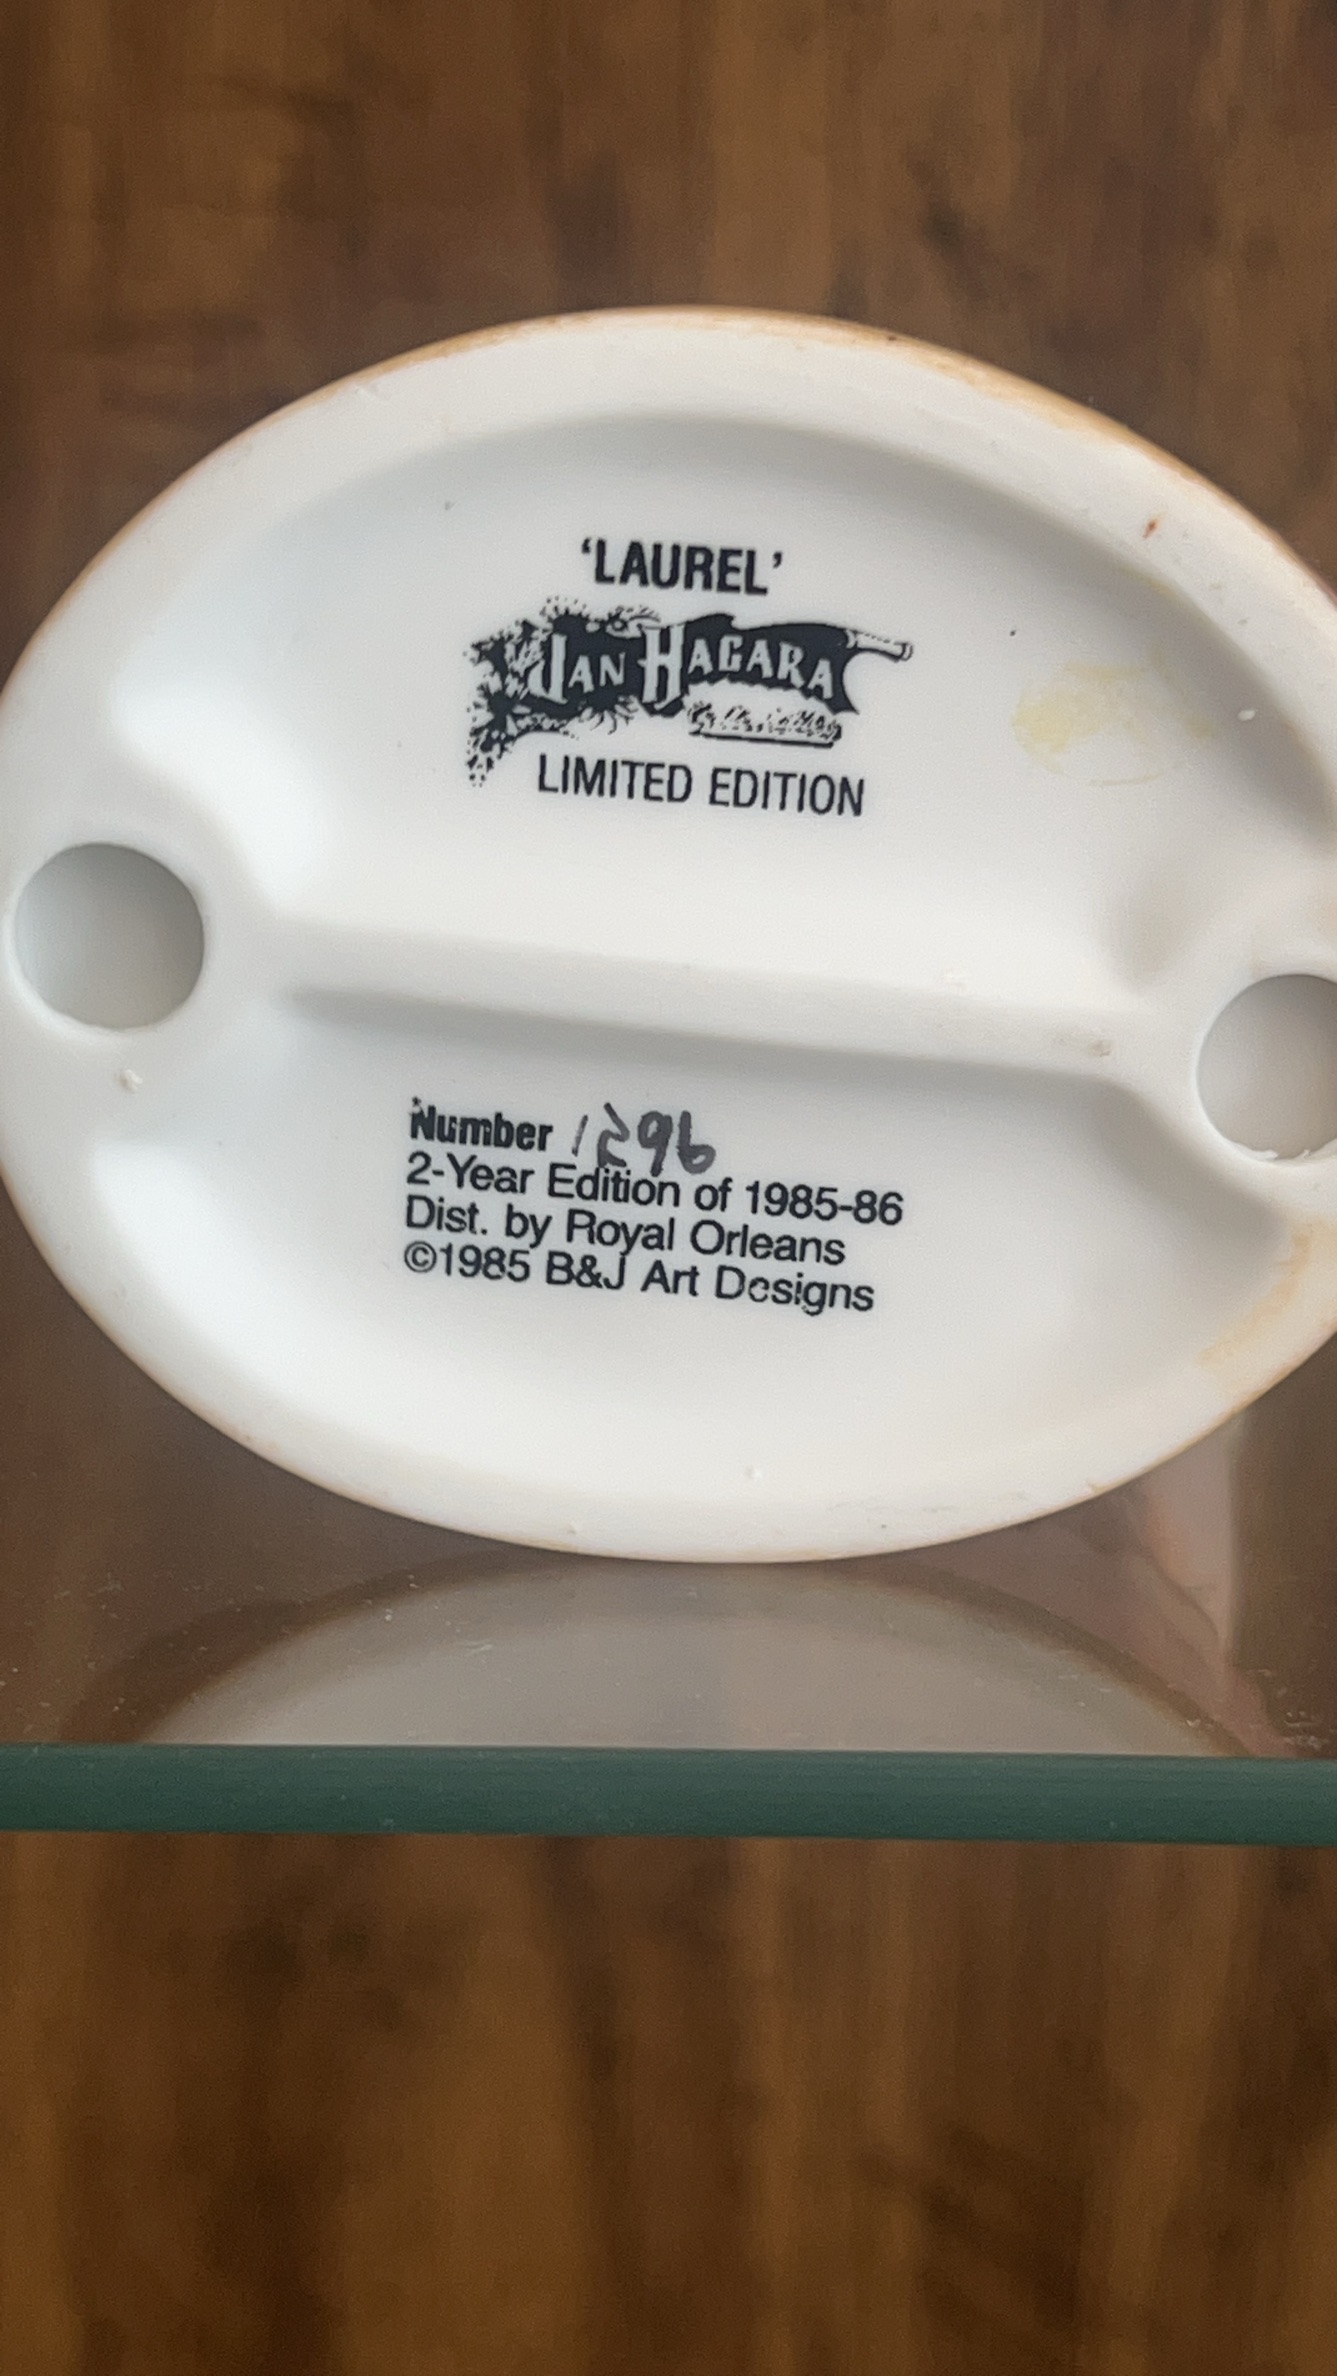 ‘LAUREL’
JAN HAGARA
Collectables
LIMITED EDITION
Number 1296
2-Year Edition of 1985-86
Dist. by Royal Orleans
©1985 B&J Art Designs